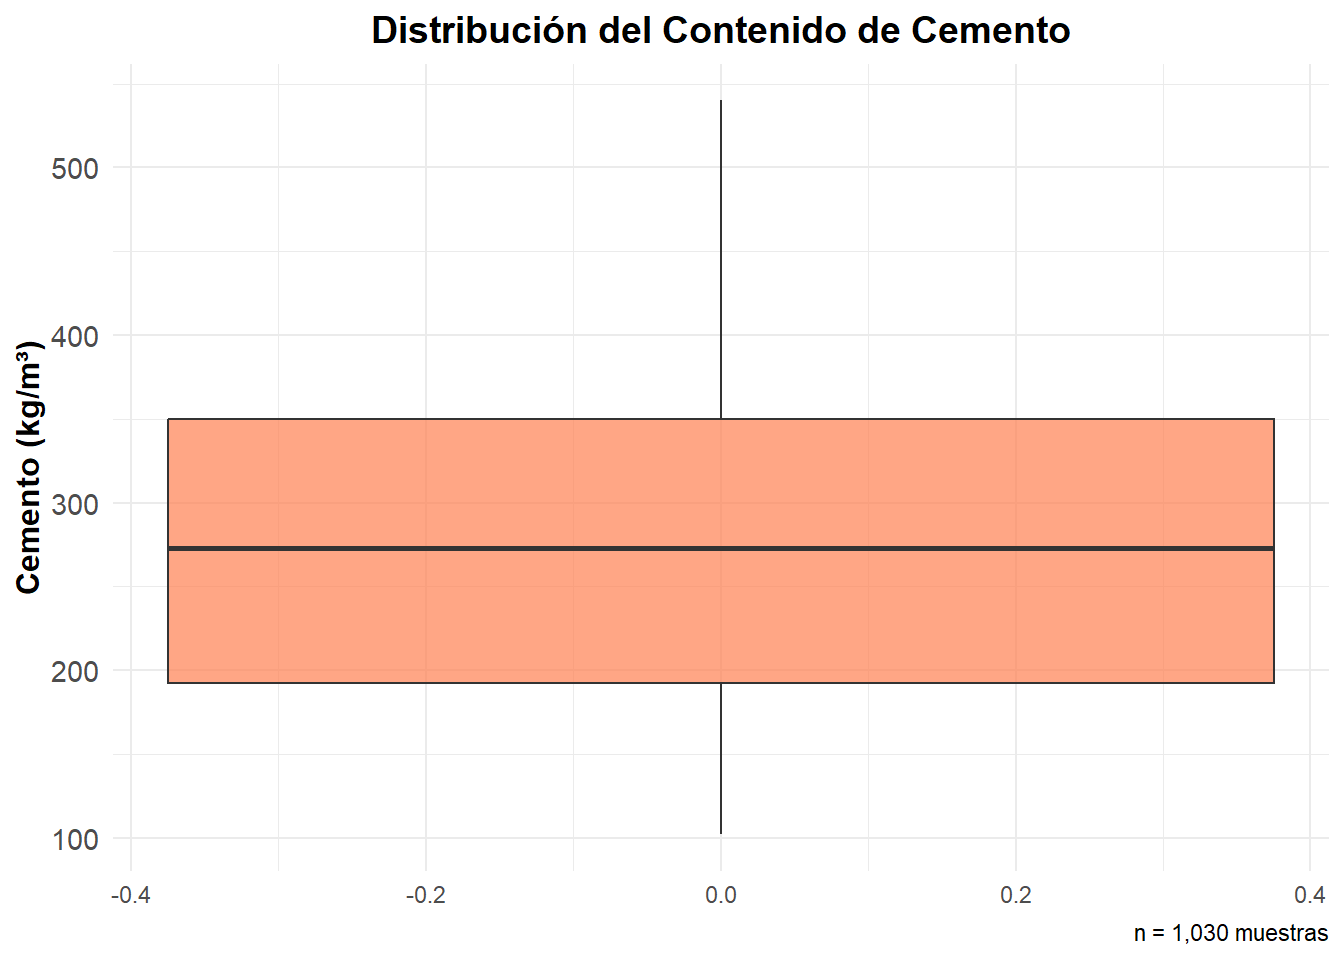 Distribución del Contenido de Cemento
Cemento (kg/m³)
500
400
300
200
100
-0.4 -0.2 0.0 0.2 0.4
n = 1,030 muestras